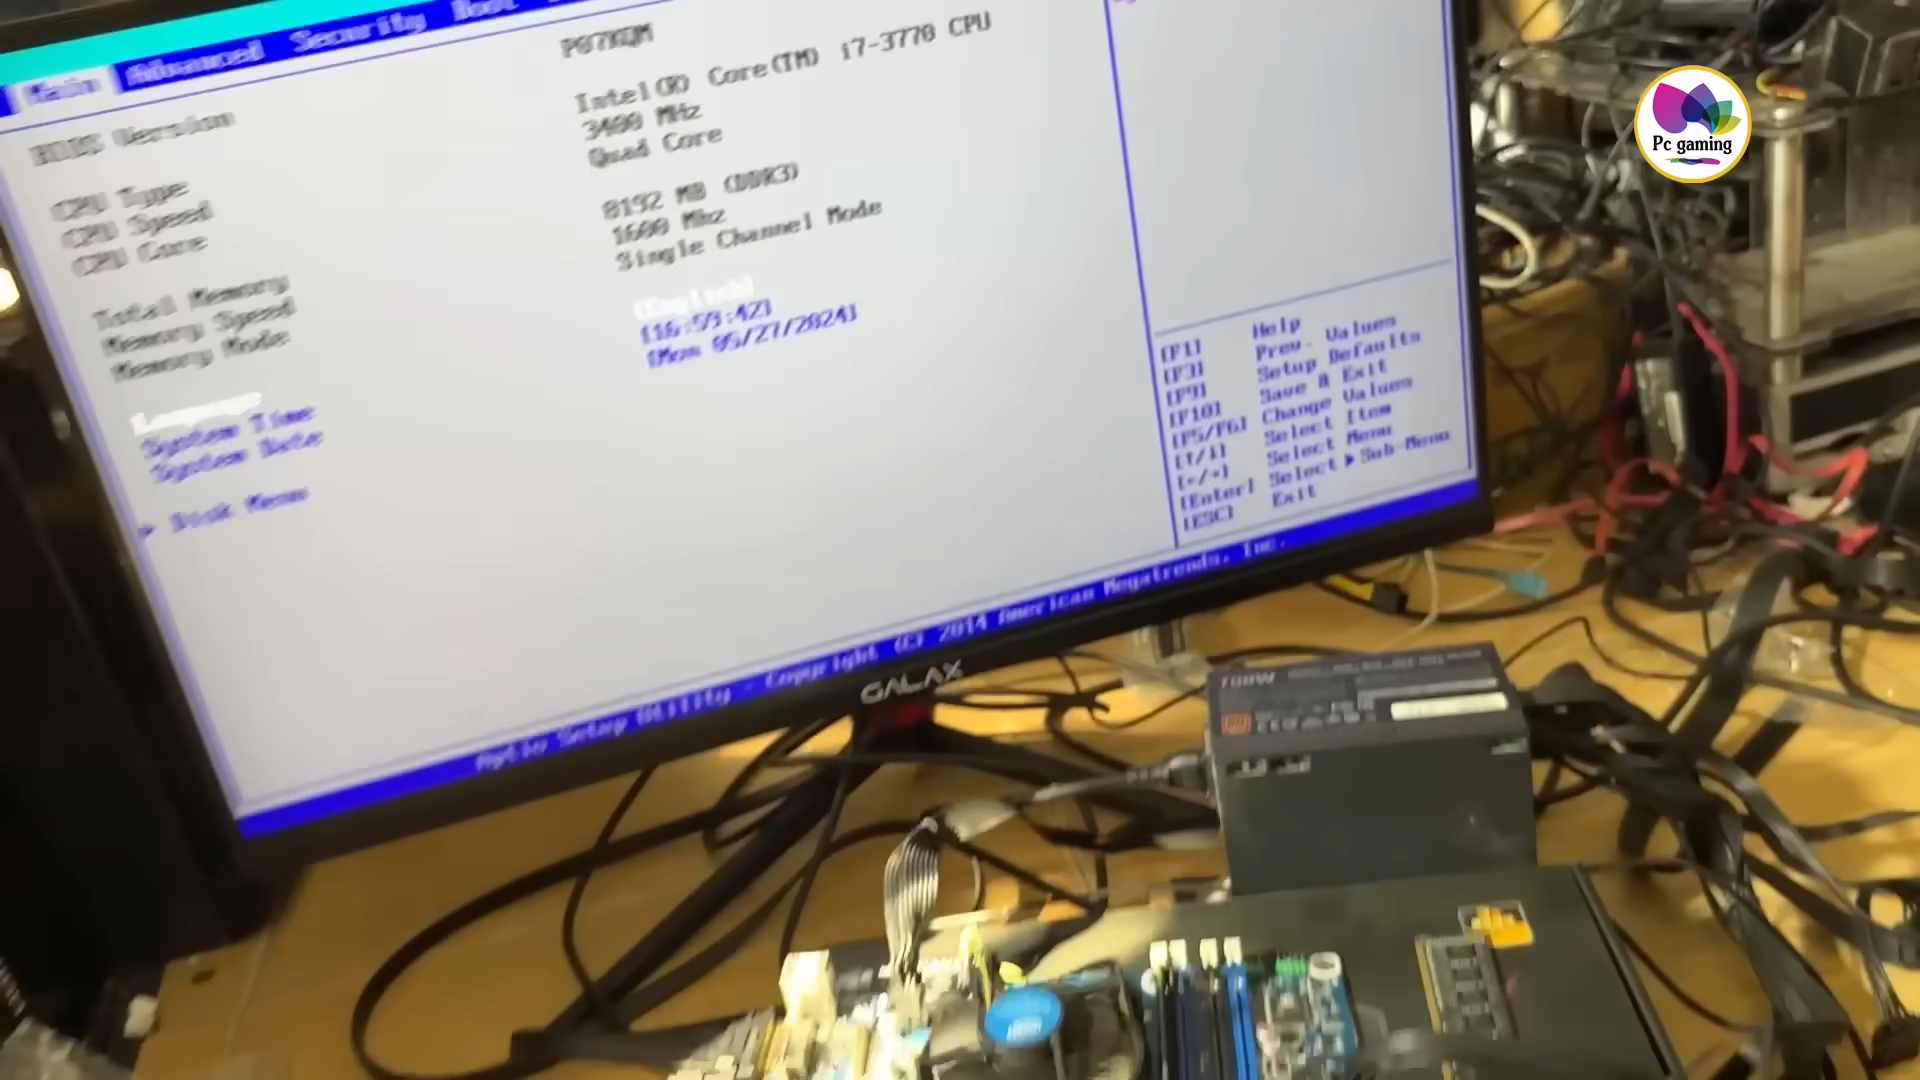 Main Advanced Security Boot
BIOS Version P07KQM
CPU Type Intel(R) Core(TM) i7-3770 CPU
CPU Speed 3400 MHz
CPU Core Quad Core
Total Memory 8192 MB (DDR3)
Memory Speed 1600 Mhz
Memory Mode Single Channel Mode
Language [English]
System Time [16:59:42]
System Date [Mon 05/27/2024]
▶ Disk Menu
[F1] Help
[F3] Prev. Values
[F9] Setup Defaults
[F10] Save & Exit
[F5/F6] Change Values
[↑/↓] Select Item
[←/→] Select Menu
[Enter] Select ▶ Sub-Menu
[ESC] Exit
Aptio Setup Utility - Copyright (C) 2014 American Megatrends, Inc.
GALAX
Pc gaming
700W